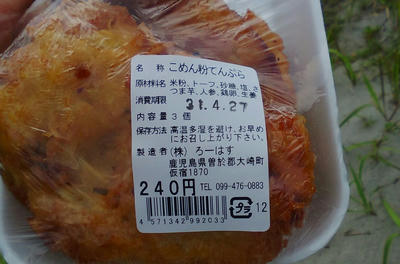 名 称 こめん粉てんぷら
原材料名 米粉、トーフ、砂糖、塩、さ
つま芋、人参、鶏卵、生姜
消費期限 31.4.27
内 容 量 3 個
保存方法 高温多湿を避け、お早め
にお召し上がり下さい。
製 造 者 (株) ろーはす
鹿児島県曽於郡大崎町
仮宿1870
240円 TEL 099-476-0883
4 571342 992033 プラ 12